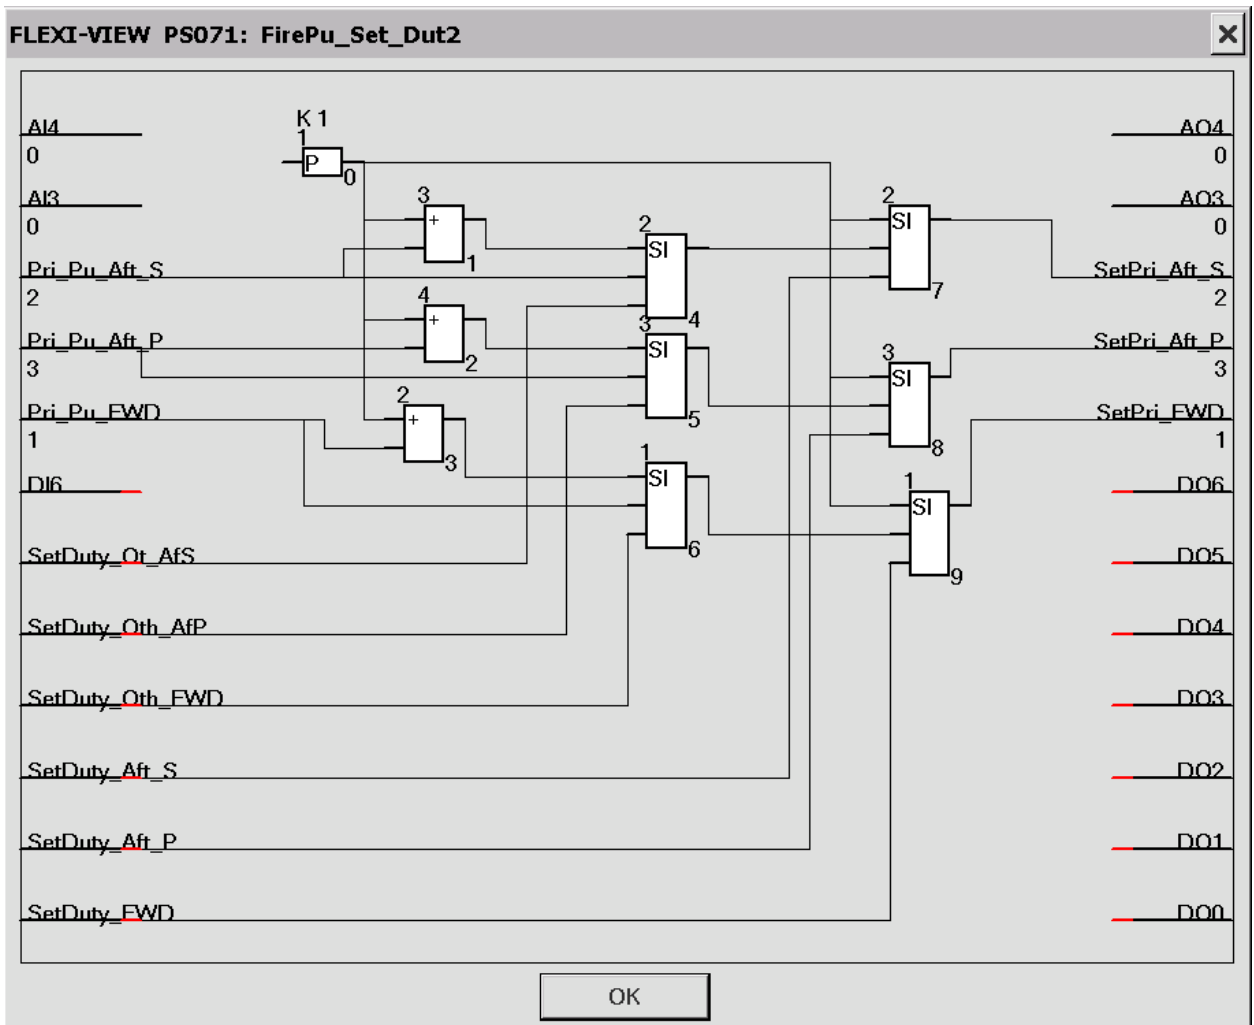 FLEXI-VIEW PS071: FirePu_Set_Dut2
K 1
AI4
1
AO4
0
P
0
0
AI3
3
2
AO3
0
+
1
2
SI
SI
0
Pri_Pu_Aft_S
SetPri_Aft_S
2
4
+
2
3
4
SI
7
2
Pri_Pu_Aft_P
SetPri_Aft_P
3
2
5
3
SI
8
3
Pri_Pu_FWD
+
3
SetPri_FWD
1
1
SI
6
1
SI
9
1
DI6
DO6
SetDuty_Ot_AfS
DO5
SetDuty_Oth_AfP
DO4
SetDuty_Oth_FWD
DO3
SetDuty_Aft_S
DO2
SetDuty_Aft_P
DO1
SetDuty_FWD
DO0
OK